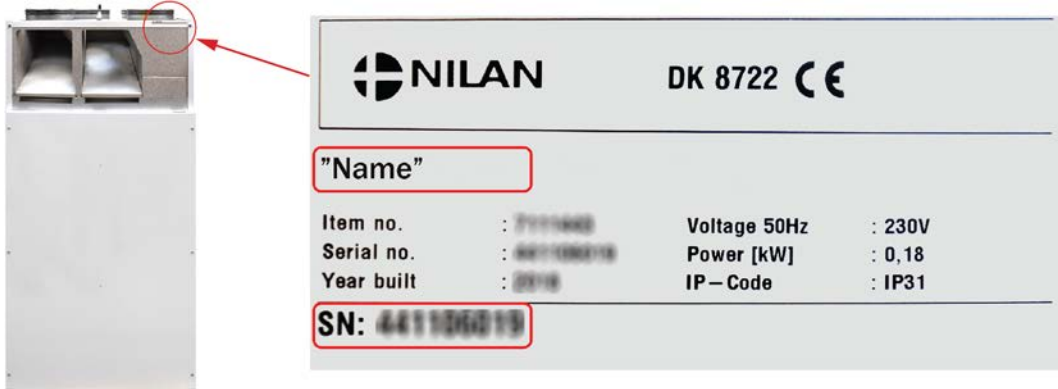 NILAN DK 8722 CE
"Name"
Item no. : Voltage 50Hz : 230V
Serial no. : Power [kW] : 0,18
Year built : IP-Code : IP31
SN: